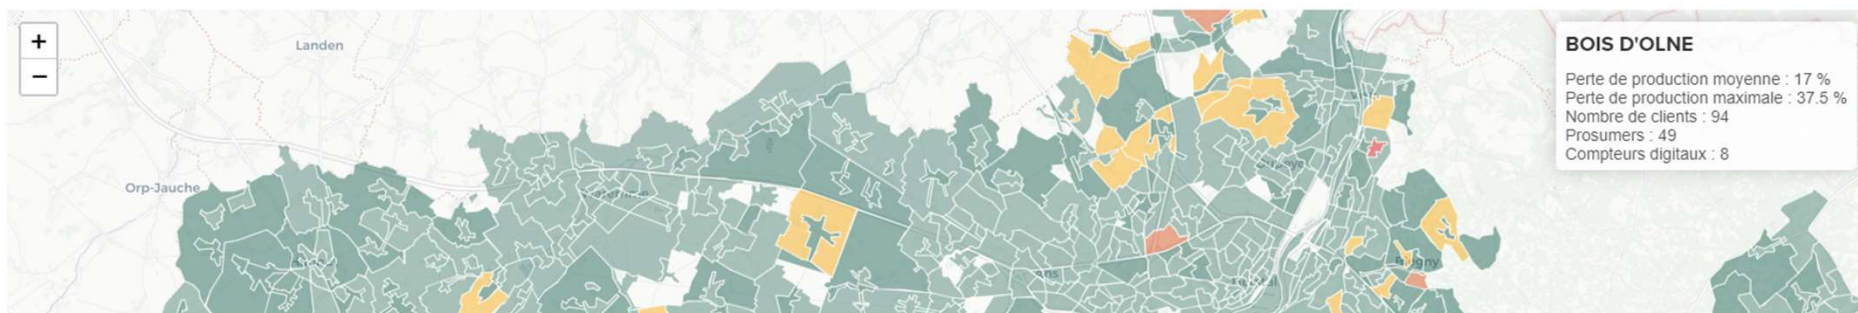 +
−
Landen
Orp-Jauche
BOIS D'OLNE
Perte de production moyenne : 17 %
Perte de production maximale : 37.5 %
Nombre de clients : 94
Prosumers : 49
Compteurs digitaux : 8